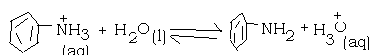 +NH3 (aq) + H2O(l) ⇌ NH2 + H3O+ (aq)